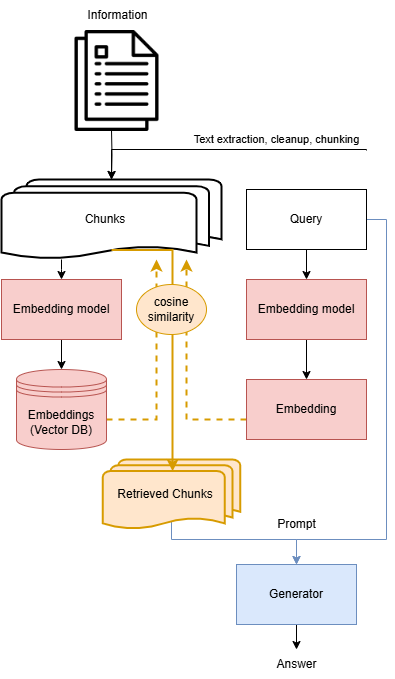 Information
Text extraction, cleanup, chunking
Chunks
Query
Embedding model
cosine
similarity
Embedding model
Embeddings
(Vector DB)
Embedding
Retrieved Chunks
Prompt
Generator
Answer